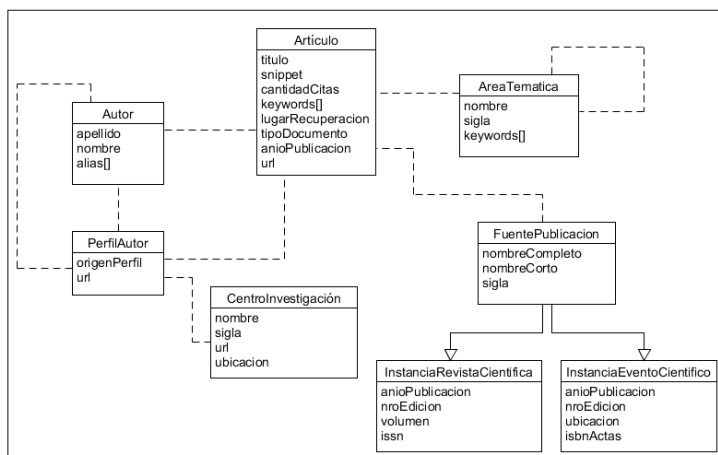 Artículo
titulo
snippet
cantidadCitas
keywords[]
lugarRecuperacion
tipoDocumento
anioPublicacion
url
AreaTematica
nombre
sigla
keywords[]
Autor
apellido
nombre
alias[]
PerfilAutor
origenPerfil
url
FuentePublicacion
nombreCompleto
nombreCorto
sigla
CentroInvestigación
nombre
sigla
url
ubicacion
InstanciaRevistaCientifica
anioPublicacion
nroEdicion
volumen
issn
InstanciaEventoCientifico
anioPublicacion
nroEdicion
ubicacion
isbnActas